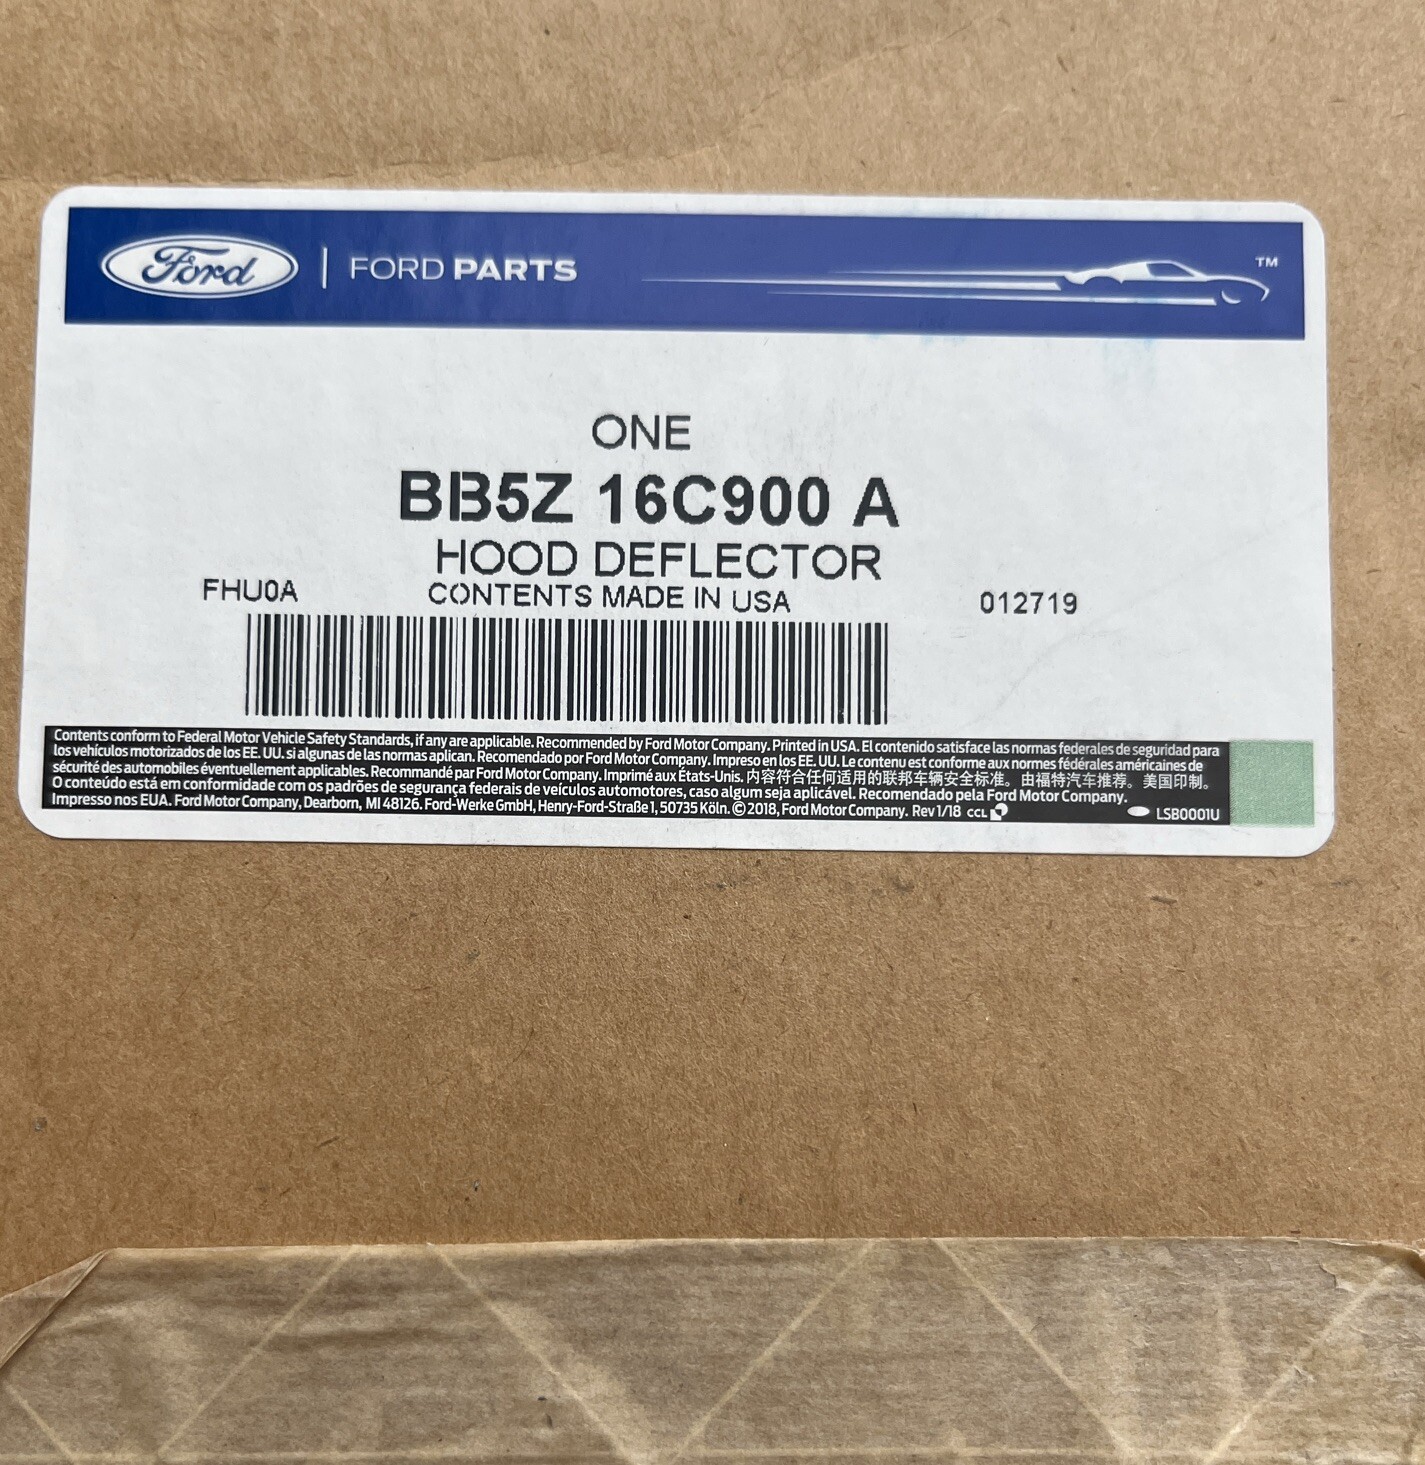 Ford | FORD PARTS ™
ONE
BB5Z 16C900 A
HOOD DEFLECTOR
FHU0A CONTENTS MADE IN USA 012719
Contents conform to Federal Motor Vehicle Safety Standards, if any are applicable. Recommended by Ford Motor Company. Printed in USA. El contenido satisface las normas federales de seguridad para
los vehículos motorizados de los EE. UU. si algunas de las normas aplican. Recomendado por Ford Motor Company. Impreso en los EE. UU. Le contenu est conforme aux normes fédérales américaines de
sécurité des automobiles éventuellement applicables. Recommandé par Ford Motor Company. Imprimé aux États-Unis. 内容符合任何适用的联邦车辆安全标准。由福特汽车推荐。美国印制。
O conteúdo está em conformidade com os padrões de segurança federais de veículos automotores, caso algum seja aplicável. Recomendado pela Ford Motor Company.
Impresso nos EUA. Ford Motor Company, Dearborn, MI 48126. Ford-Werke GmbH, Henry-Ford-Straße 1, 50735 Köln. © 2018, Ford Motor Company. Rev 1/18 CCL LSB0001U